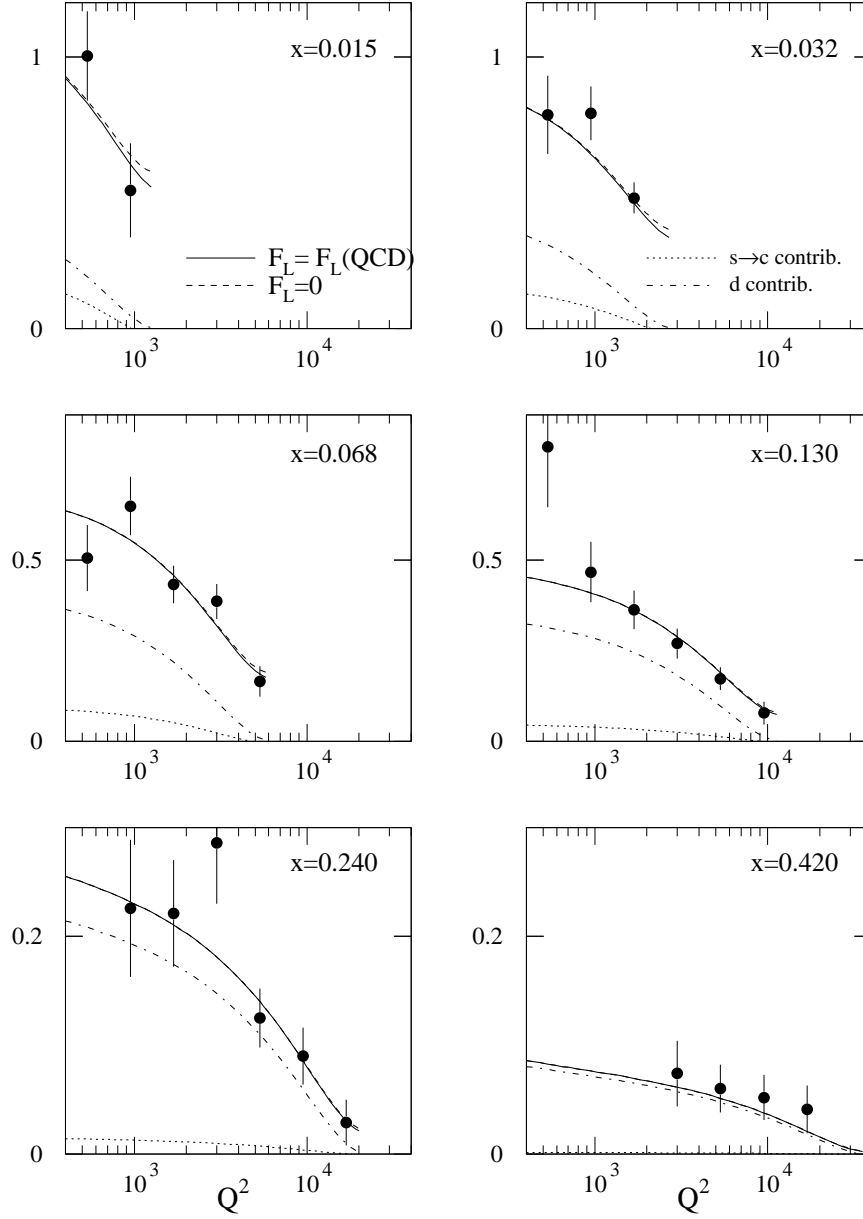 1
x=0.015
F_L= F_L(QCD)
F_L=0
0
10^3
10^4
1
x=0.032
s→c contrib.
d contrib.
0
10^3
10^4
x=0.068
0.5
0
10^3
10^4
x=0.130
0.5
0
10^3
10^4
x=0.240
0.2
0
10^3
10^4
Q^2
x=0.420
0.2
0
10^3
10^4
Q^2